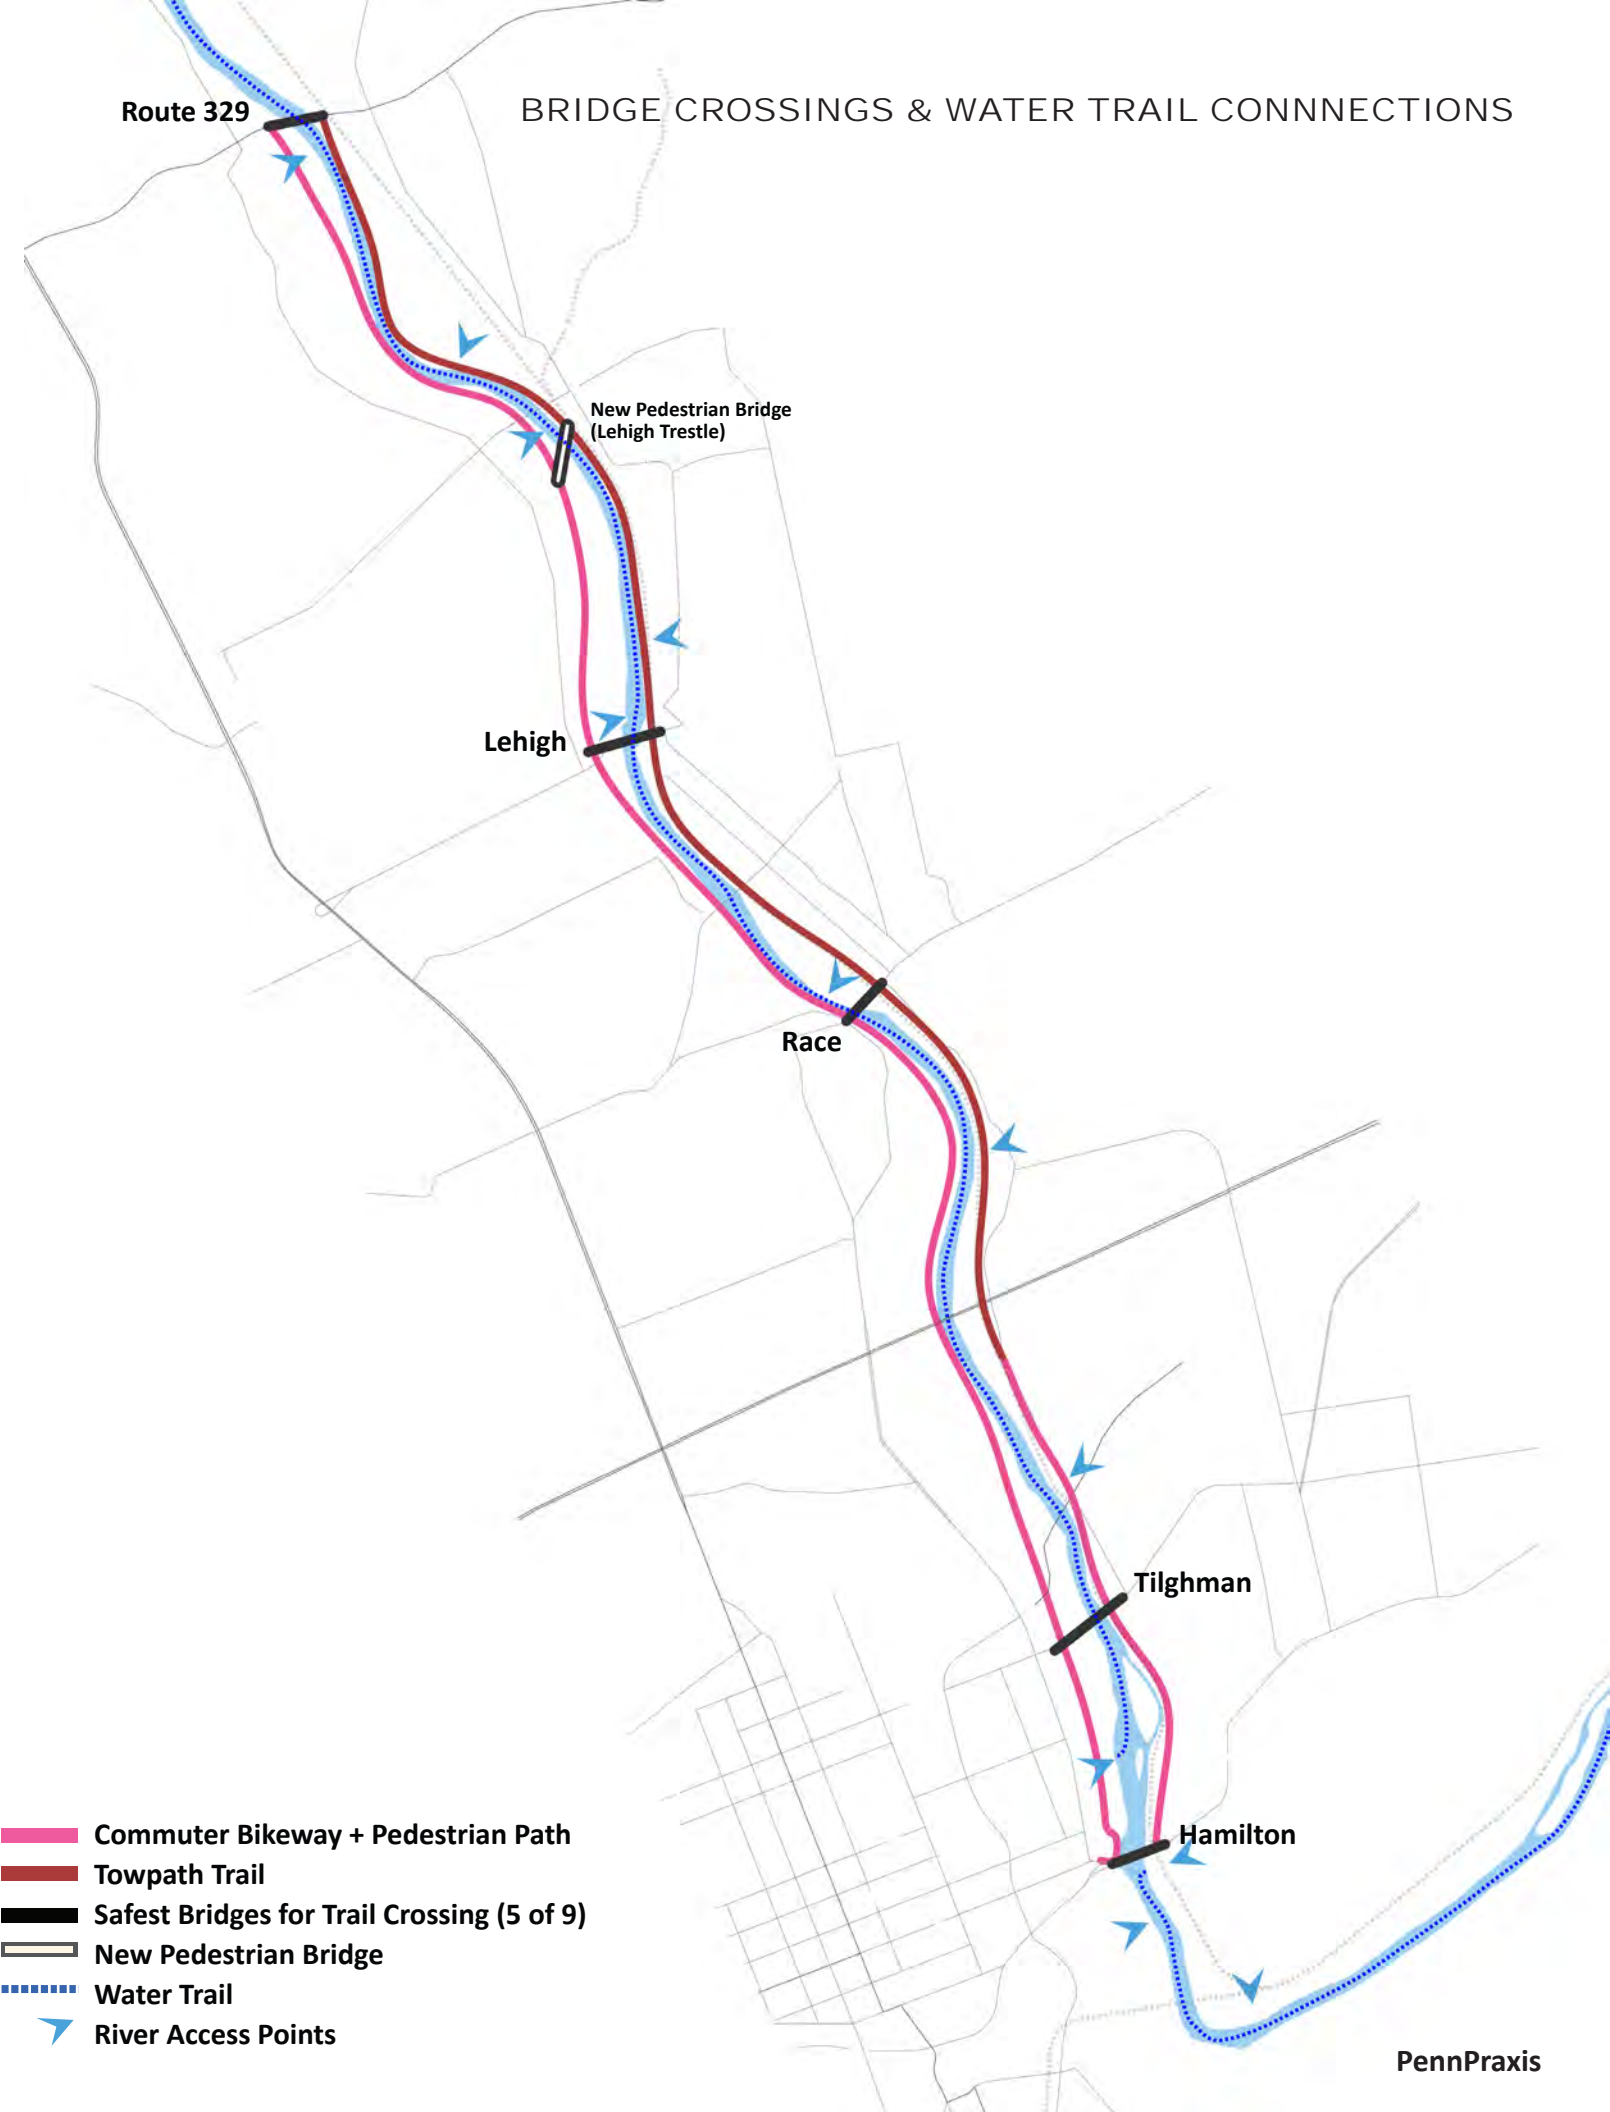 BRIDGE CROSSINGS & WATER TRAIL CONNNECTIONS
Route 329
New Pedestrian Bridge
(Lehigh Trestle)
Lehigh
Race
Tilghman
Hamilton
Commuter Bikeway + Pedestrian Path
Towpath Trail
Safest Bridges for Trail Crossing (5 of 9)
New Pedestrian Bridge
Water Trail
River Access Points
PennPraxis